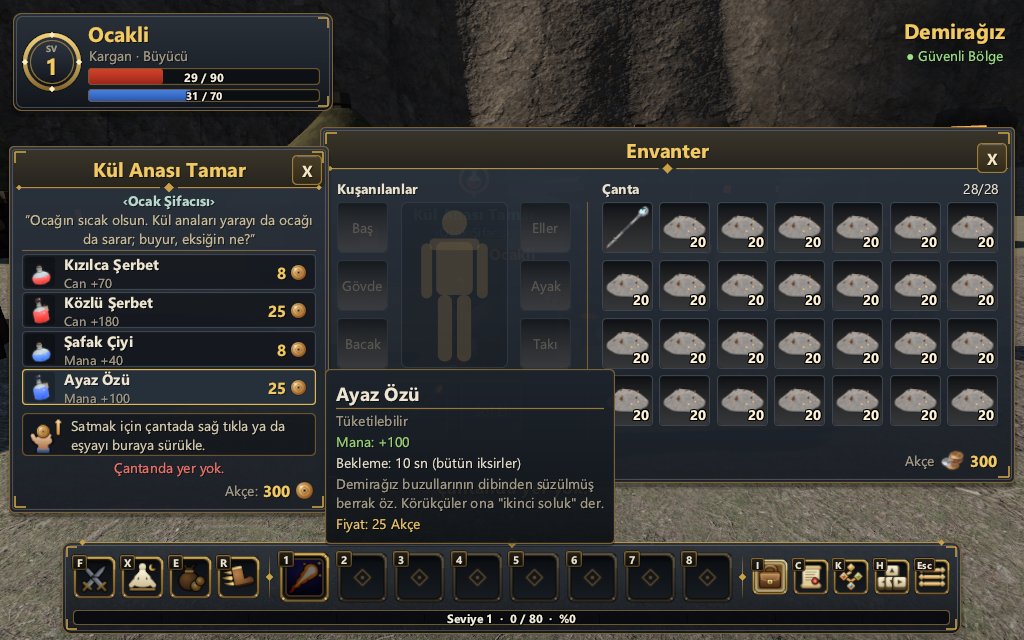 SV
1
Ocakli
Kargan · Büyücü
29 / 90
31 / 70
Demirağız
Güvenli Bölge
Kül Anası Tamar
X
‹Ocak Şifacısı›
"Ocağın sıcak olsun. Kül anaları yarayı da ocağı
da sarar; buyur, eksiğin ne?"
Kızılca Şerbet
Can +70
8
Közlü Şerbet
Can +180
25
Şafak Çiyi
Mana +40
8
Ayaz Özü
Mana +100
25
Satmak için çantada sağ tıkla ya da
eşyayı buraya sürükle.
Çantanda yer yok.
Akçe: 300
Envanter
X
Kuşanılanlar
Baş
Eller
Gövde
Ayak
Bacak
Takı
Çanta
28/28
20 20 20 20 20 20
20 20 20 20 20 20 20
20 20 20 20 20 20 20
20 20 20 20 20 20 20
Akçe 300
Ayaz Özü
Tüketilebilir
Mana: +100
Bekleme: 10 sn (bütün iksirler)
Demirağız buzullarının dibinden süzülmüş
berrak öz. Körükçüler ona "ikinci soluk" der.
Fiyat: 25 Akçe
F X E R 1 2 3 4 5 6 7 8 I C K H Esc
Seviye 1 · 0 / 80 · %0